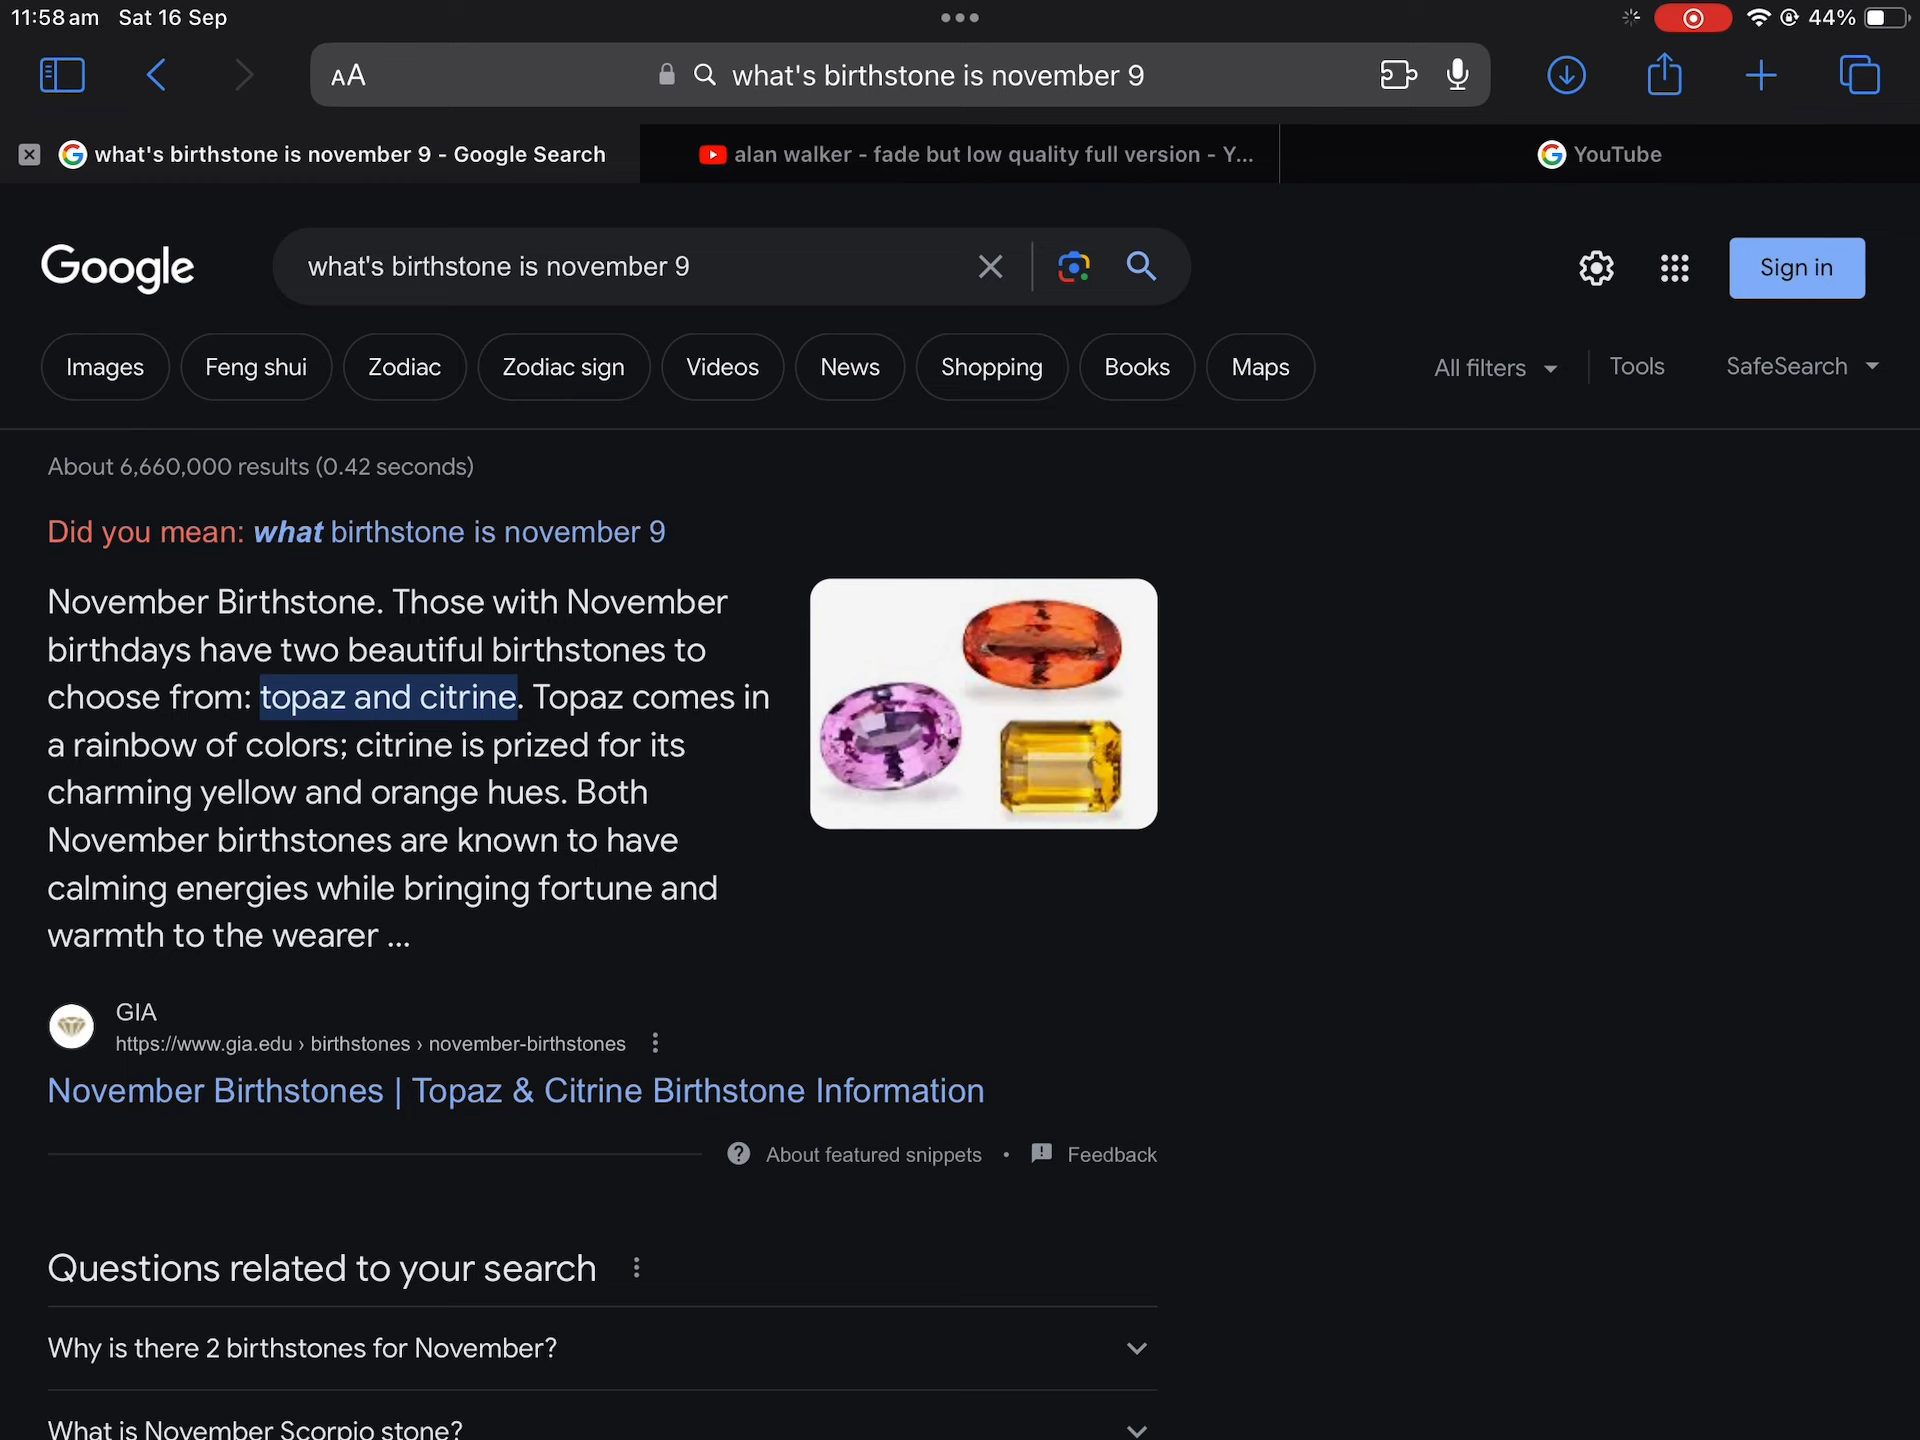 11:58 am Sat 16 Sep
44%
AA
what's birthstone is november 9
what's birthstone is november 9 - Google Search
alan walker - fade but low quality full version - Y...
YouTube
Google
what's birthstone is november 9
Sign in
Images
Feng shui
Zodiac
Zodiac sign
Videos
News
Shopping
Books
Maps
All filters
Tools
SafeSearch
About 6,660,000 results (0.42 seconds)
Did you mean: what birthstone is november 9
November Birthstone. Those with November
birthdays have two beautiful birthstones to
choose from: topaz and citrine. Topaz comes in
a rainbow of colors; citrine is prized for its
charming yellow and orange hues. Both
November birthstones are known to have
calming energies while bringing fortune and
warmth to the wearer ...
GIA
https://www.gia.edu › birthstones › november-birthstones
November Birthstones | Topaz & Citrine Birthstone Information
About featured snippets • Feedback
Questions related to your search
Why is there 2 birthstones for November?
What is November Scorpio stone?